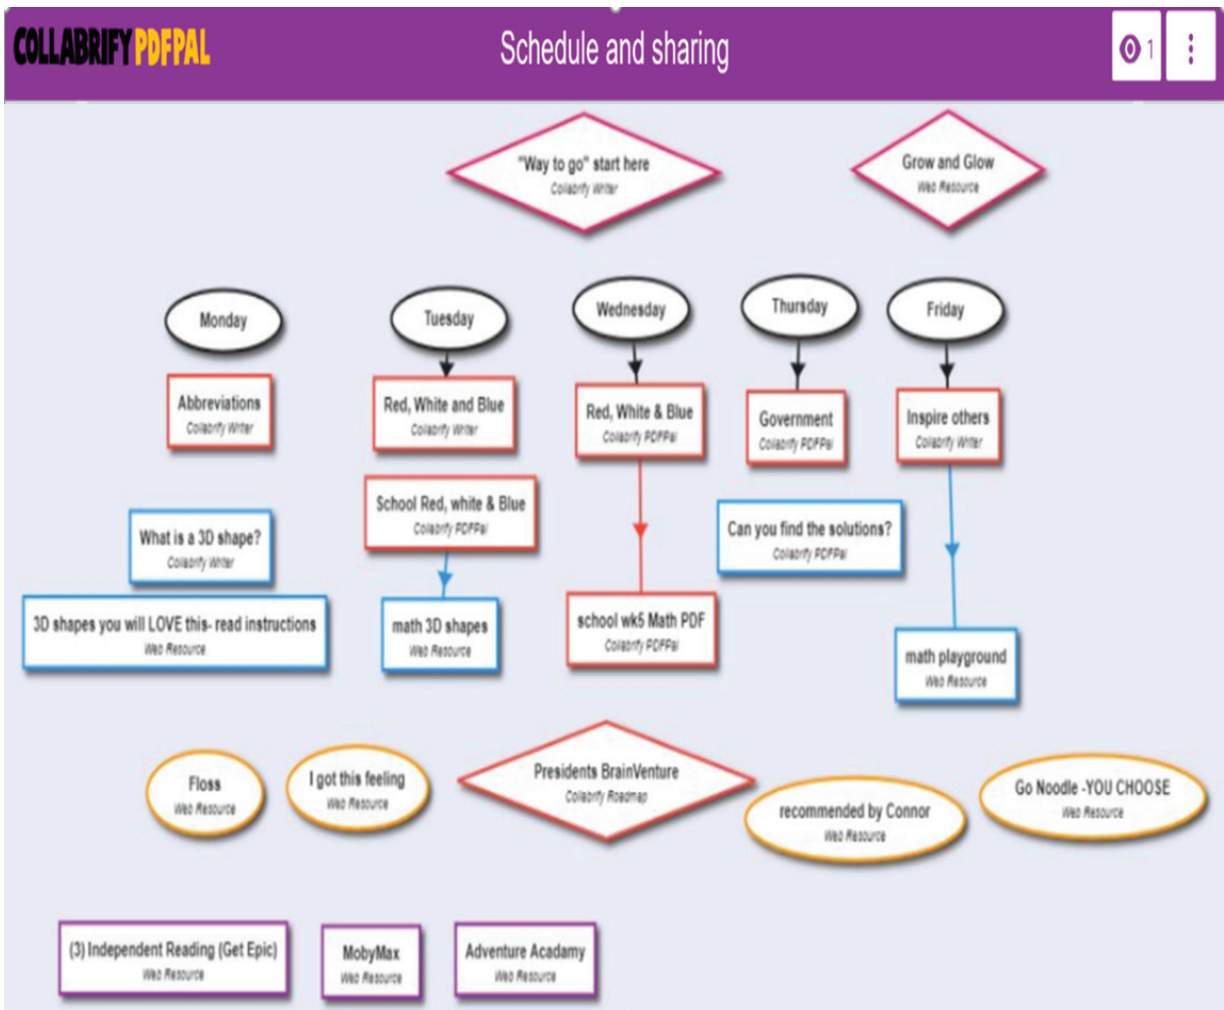 COLLABRIFY PDFPAL
Schedule and sharing
1
"Way to go" start here
Collabrify Writer
Grow and Glow
Web Resource
Monday
Tuesday
Wednesday
Thursday
Friday
Abbreviations
Collabrify Writer
Red, White and Blue
Collabrify Writer
Red, White & Blue
Collabrify PDFPal
Government
Collabrify PDFPal
Inspire others
Collabrify Writer
School Red, white & Blue
Collabrify PDFPal
What is a 3D shape?
Collabrify Writer
Can you find the solutions?
Collabrify PDFPal
3D shapes you will LOVE this- read instructions
Web Resource
math 3D shapes
Web Resource
school wk5 Math PDF
Collabrify PDFPal
math playground
Web Resource
Floss
Web Resource
I got this feeling
Web Resource
Presidents BrainVenture
Collabrify Roadmap
recommended by Connor
Web Resource
Go Noodle -YOU CHOOSE
Web Resource
(3) Independent Reading (Get Epic)
Web Resource
MobyMax
Web Resource
Adventure Acadamy
Web Resource